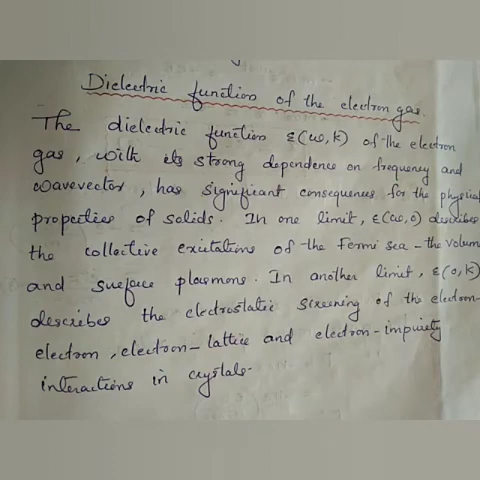 Dielectric function of the electron gas.
The dielectric function ε(ω,k) of the electron
gas, with its strong dependence on frequency and
wavevector, has significant consequences for the physical
properties of solids. In one limit, ε(ω,0) describes
the collective excitations of the Fermi sea - the volum
and surface plasmons. In another limit, ε(0,k)
describes the electrostatic screening of the electron-
electron, electron-lattice and electron-impurity
interactions in crystals.